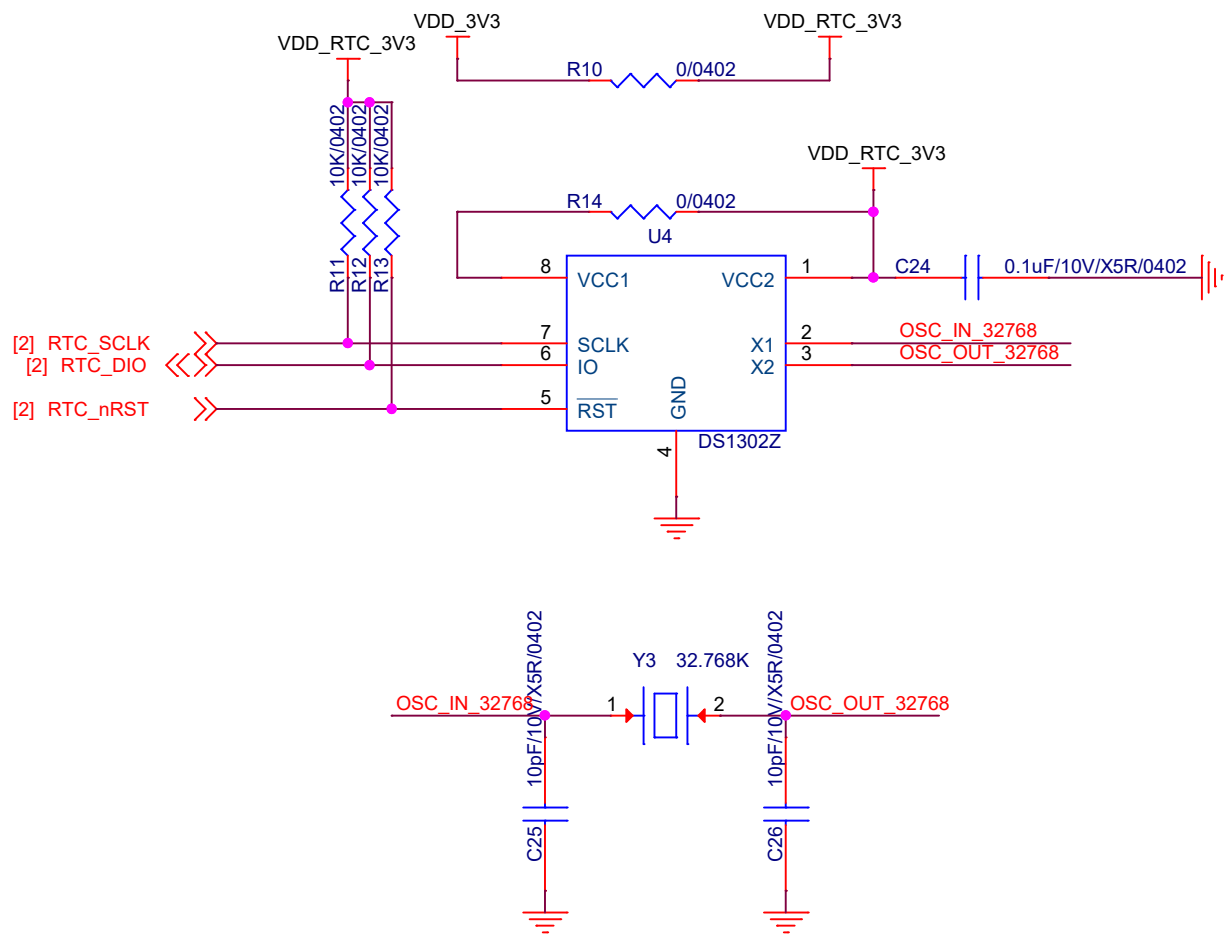 VDD_3V3
VDD_RTC_3V3
VDD_RTC_3V3
R10
0/0402
10K/0402
10K/0402
10K/0402
VDD_RTC_3V3
R14
0/0402
U4
R11
R12
R13
8
VCC1
VCC2
1
C24
0.1uF/10V/X5R/0402
[2] RTC_SCLK
7
SCLK
X1
2
OSC_IN_32768
[2] RTC_DIO
6
IO
X2
3
OSC_OUT_32768
[2] RTC_nRST
5
RST
GND
4
DS1302Z
10pF/10V/X5R/0402
Y3
32.768K
10pF/10V/X5R/0402
OSC_IN_32768
1
2
OSC_OUT_32768
C25
C26